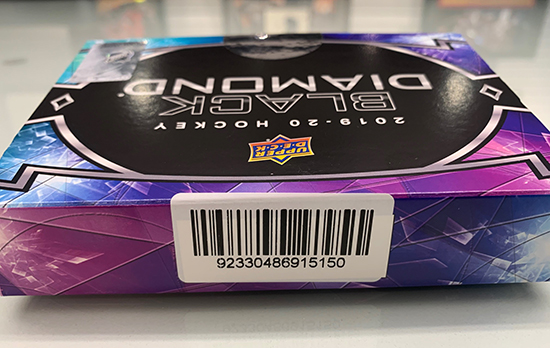 BLACK
DIAMOND
2019-20 HOCKEY
UPPER
DECK
92330486915150